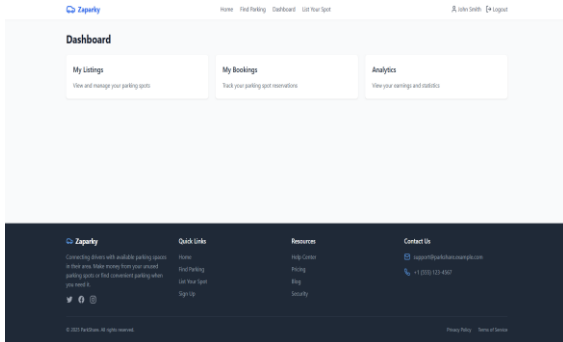 Zaparky
Home Find Parking Dashboard List Your Spot
John Smith Logout
Dashboard
My Listings
View and manage your parking spots
My Bookings
Track your parking spot reservations
Analytics
View your earnings and statistics
Zaparky
Connecting drivers with available parking spaces
in their area. Make money from your unused
parking spots or find convenient parking when
you need it.
Quick Links
Home
Find Parking
List Your Spot
Sign Up
Resources
Help Center
Pricing
Blog
Security
Contact Us
support@parkshare.example.com
+1 (555) 123-4567
© 2025 ParkShare. All rights reserved.
Privacy Policy Terms of Service